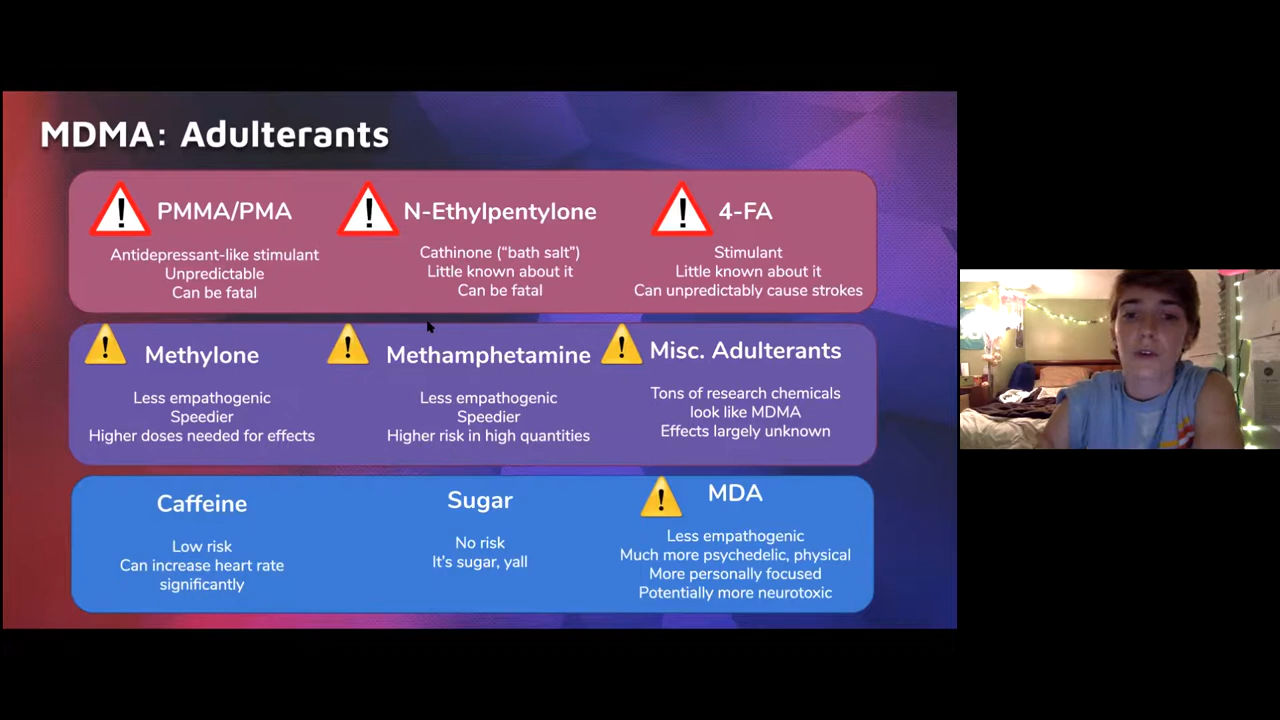 MDMA: Adulterants
PMMA/PMA
Antidepressant-like stimulant
Unpredictable
Can be fatal
N-Ethylpentylone
Cathinone (“bath salt”)
Little known about it
Can be fatal
4-FA
Stimulant
Little known about it
Can unpredictably cause strokes
Methylone
Less empathogenic
Speedier
Higher doses needed for effects
Methamphetamine
Less empathogenic
Speedier
Higher risk in high quantities
Misc. Adulterants
Tons of research chemicals
look like MDMA
Effects largely unknown
Caffeine
Low risk
Can increase heart rate
significantly
Sugar
No risk
It’s sugar, yall
MDA
Less empathogenic
Much more psychedelic, physical
More personally focused
Potentially more neurotoxic